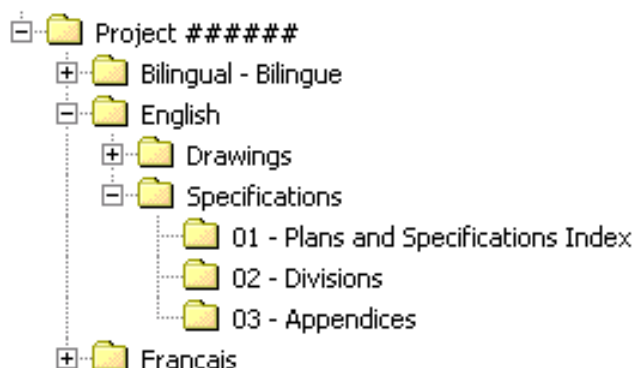 Project ######
Bilingual - Bilingue
English
Drawings
Specifications
01 - Plans and Specifications Index
02 - Divisions
03 - Appendices
Francais